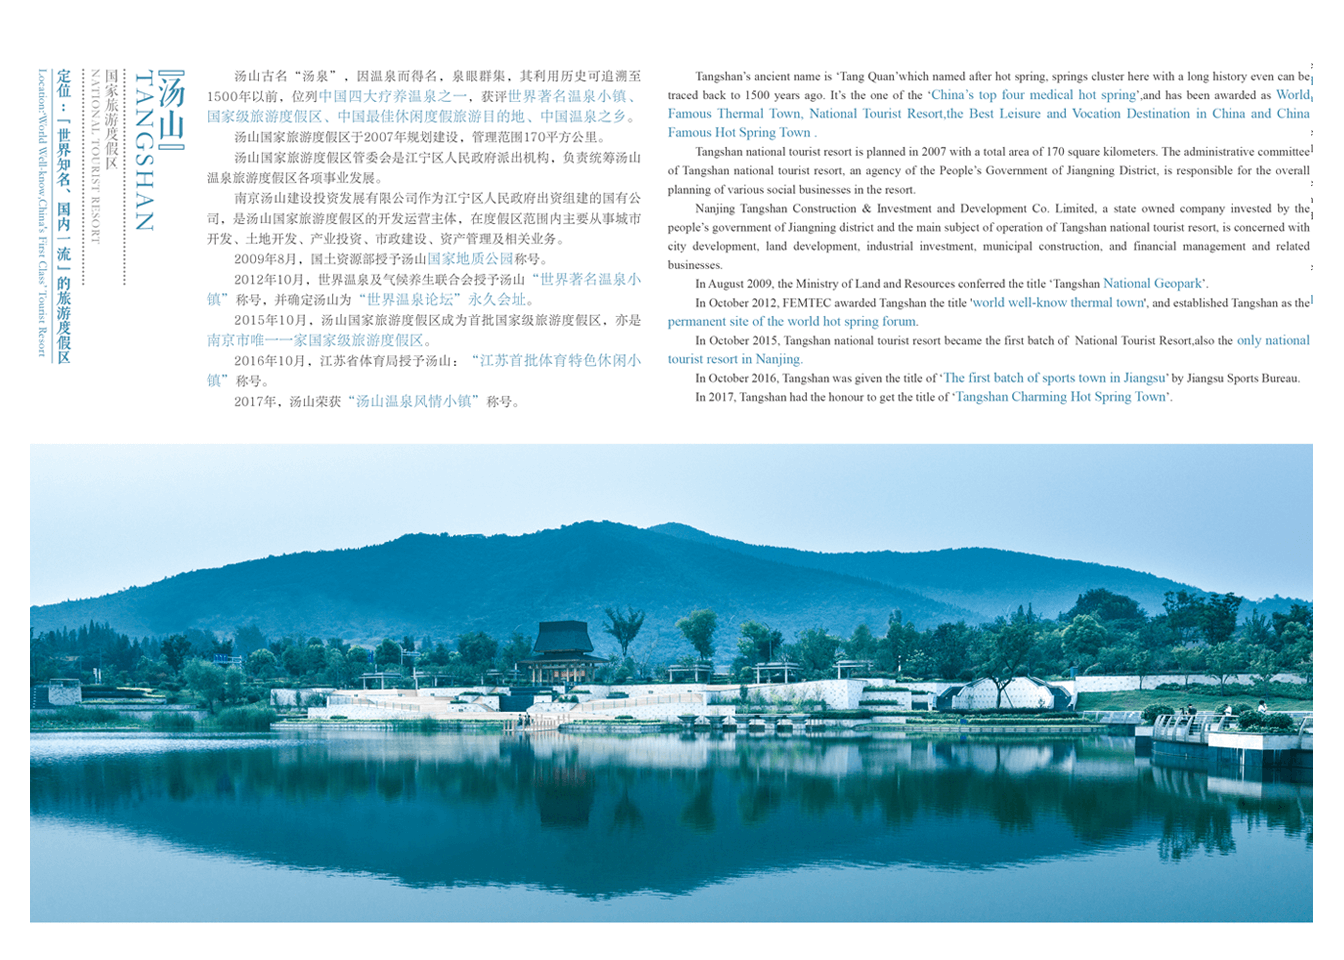 『汤山』
TANGSHAN
国家旅游度假区
NATIONAL TOURIST RESORT
定位：「世界知名、国内一流」的旅游度假区
Location:'World Well-know,China's First Class' Tourist Resort
汤山古名“汤泉”，因温泉而得名，泉眼群集，其利用历史可追溯至
1500年以前，位列中国四大疗养温泉之一，获评世界著名温泉小镇、
国家级旅游度假区、中国最佳休闲度假旅游目的地、中国温泉之乡。
汤山国家旅游度假区于2007年规划建设，管理范围170平方公里。
汤山国家旅游度假区管委会是江宁区人民政府派出机构，负责统筹汤山
温泉旅游度假区各项事业发展。
南京汤山建设投资发展有限公司作为江宁区人民政府出资组建的国有公
司，是汤山国家旅游度假区的开发运营主体，在度假区范围内主要从事城市
开发、土地开发、产业投资、市政建设、资产管理及相关业务。
2009年8月，国土资源部授予汤山国家地质公园称号。
2012年10月，世界温泉及气候养生联合会授予汤山“世界著名温泉小
镇”称号，并确定汤山为“世界温泉论坛”永久会址。
2015年10月，汤山国家旅游度假区成为首批国家级旅游度假区，亦是
南京市唯一一家国家级旅游度假区。
2016年10月，江苏省体育局授予汤山：“江苏首批体育特色休闲小
镇”称号。
2017年，汤山荣获“汤山温泉风情小镇”称号。
Tangshan's ancient name is 'Tang Quan'which named after hot spring, springs cluster here with a long history even can be
traced back to 1500 years ago. It's the one of the 'China's top four medical hot spring',and has been awarded as World
Famous Thermal Town, National Tourist Resort,the Best Leisure and Vocation Destination in China and China
Famous Hot Spring Town .
Tangshan national tourist resort is planned in 2007 with a total area of 170 square kilometers. The administrative committee
of Tangshan national tourist resort, an agency of the People's Government of Jiangning District, is responsible for the overall
planning of various social businesses in the resort.
Nanjing Tangshan Construction & Investment and Development Co. Limited, a state owned company invested by the
people's government of Jiangning district and the main subject of operation of Tangshan national tourist resort, is concerned with
city development, land development, industrial investment, municipal construction, and financial management and related
businesses.
In August 2009, the Ministry of Land and Resources conferred the title 'Tangshan National Geopark'.
In October 2012, FEMTEC awarded Tangshan the title 'world well-know thermal town', and established Tangshan as the
permanent site of the world hot spring forum.
In October 2015, Tangshan national tourist resort became the first batch of National Tourist Resort,also the only national
tourist resort in Nanjing.
In October 2016, Tangshan was given the title of 'The first batch of sports town in Jiangsu' by Jiangsu Sports Bureau.
In 2017, Tangshan had the honour to get the title of 'Tangshan Charming Hot Spring Town'.